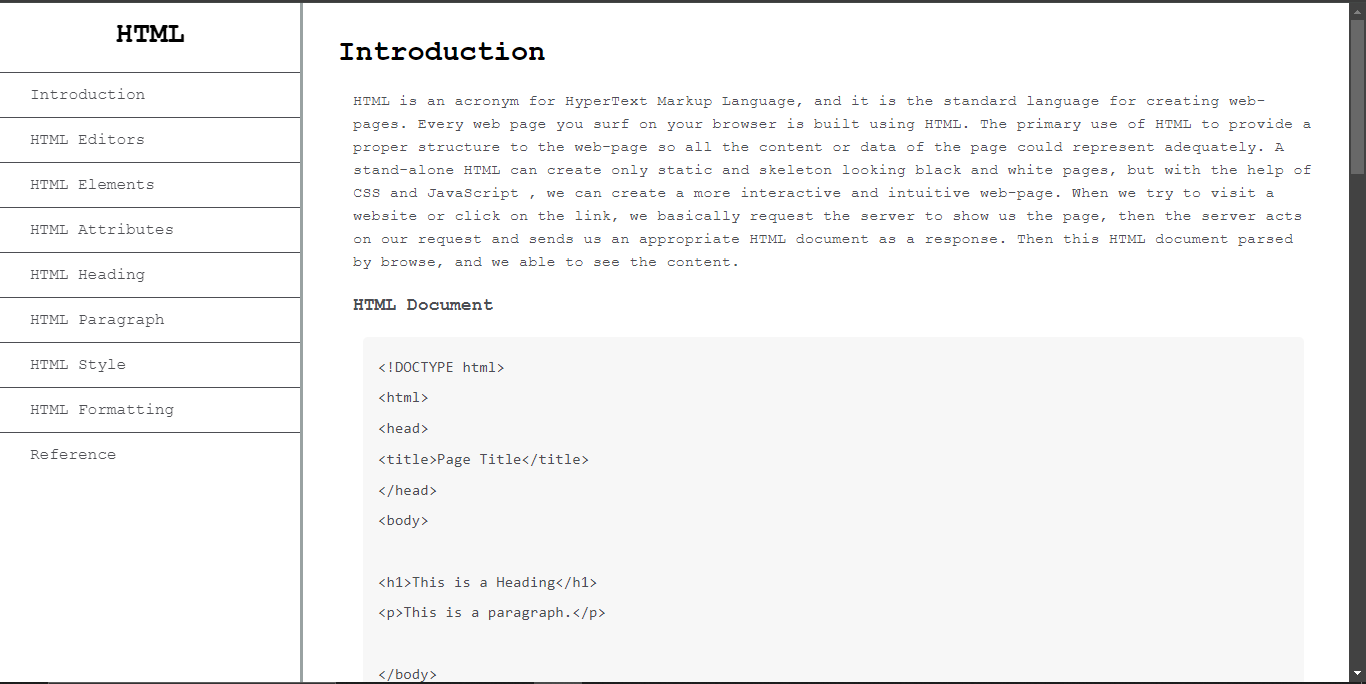 HTML
Introduction
HTML Editors
HTML Elements
HTML Attributes
HTML Heading
HTML Paragraph
HTML Style
HTML Formatting
Reference
Introduction
HTML is an acronym for HyperText Markup Language, and it is the standard language for creating web-
pages. Every web page you surf on your browser is built using HTML. The primary use of HTML to provide a
proper structure to the web-page so all the content or data of the page could represent adequately. A
stand-alone HTML can create only static and skeleton looking black and white pages, but with the help of
CSS and JavaScript , we can create a more interactive and intuitive web-page. When we try to visit a
website or click on the link, we basically request the server to show us the page, then the server acts
on our request and sends us an appropriate HTML document as a response. Then this HTML document parsed
by browse, and we able to see the content.
HTML Document
<!DOCTYPE html>
<html>
<head>
<title>Page Title</title>
</head>
<body>
<h1>This is a Heading</h1>
<p>This is a paragraph.</p>
</body>